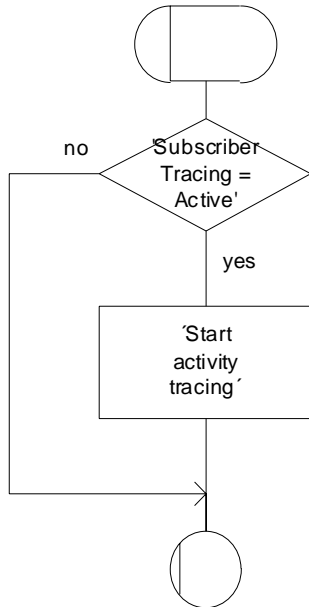 no
'Subscriber
Tracing =
Active'
yes
´Start
activity
tracing´